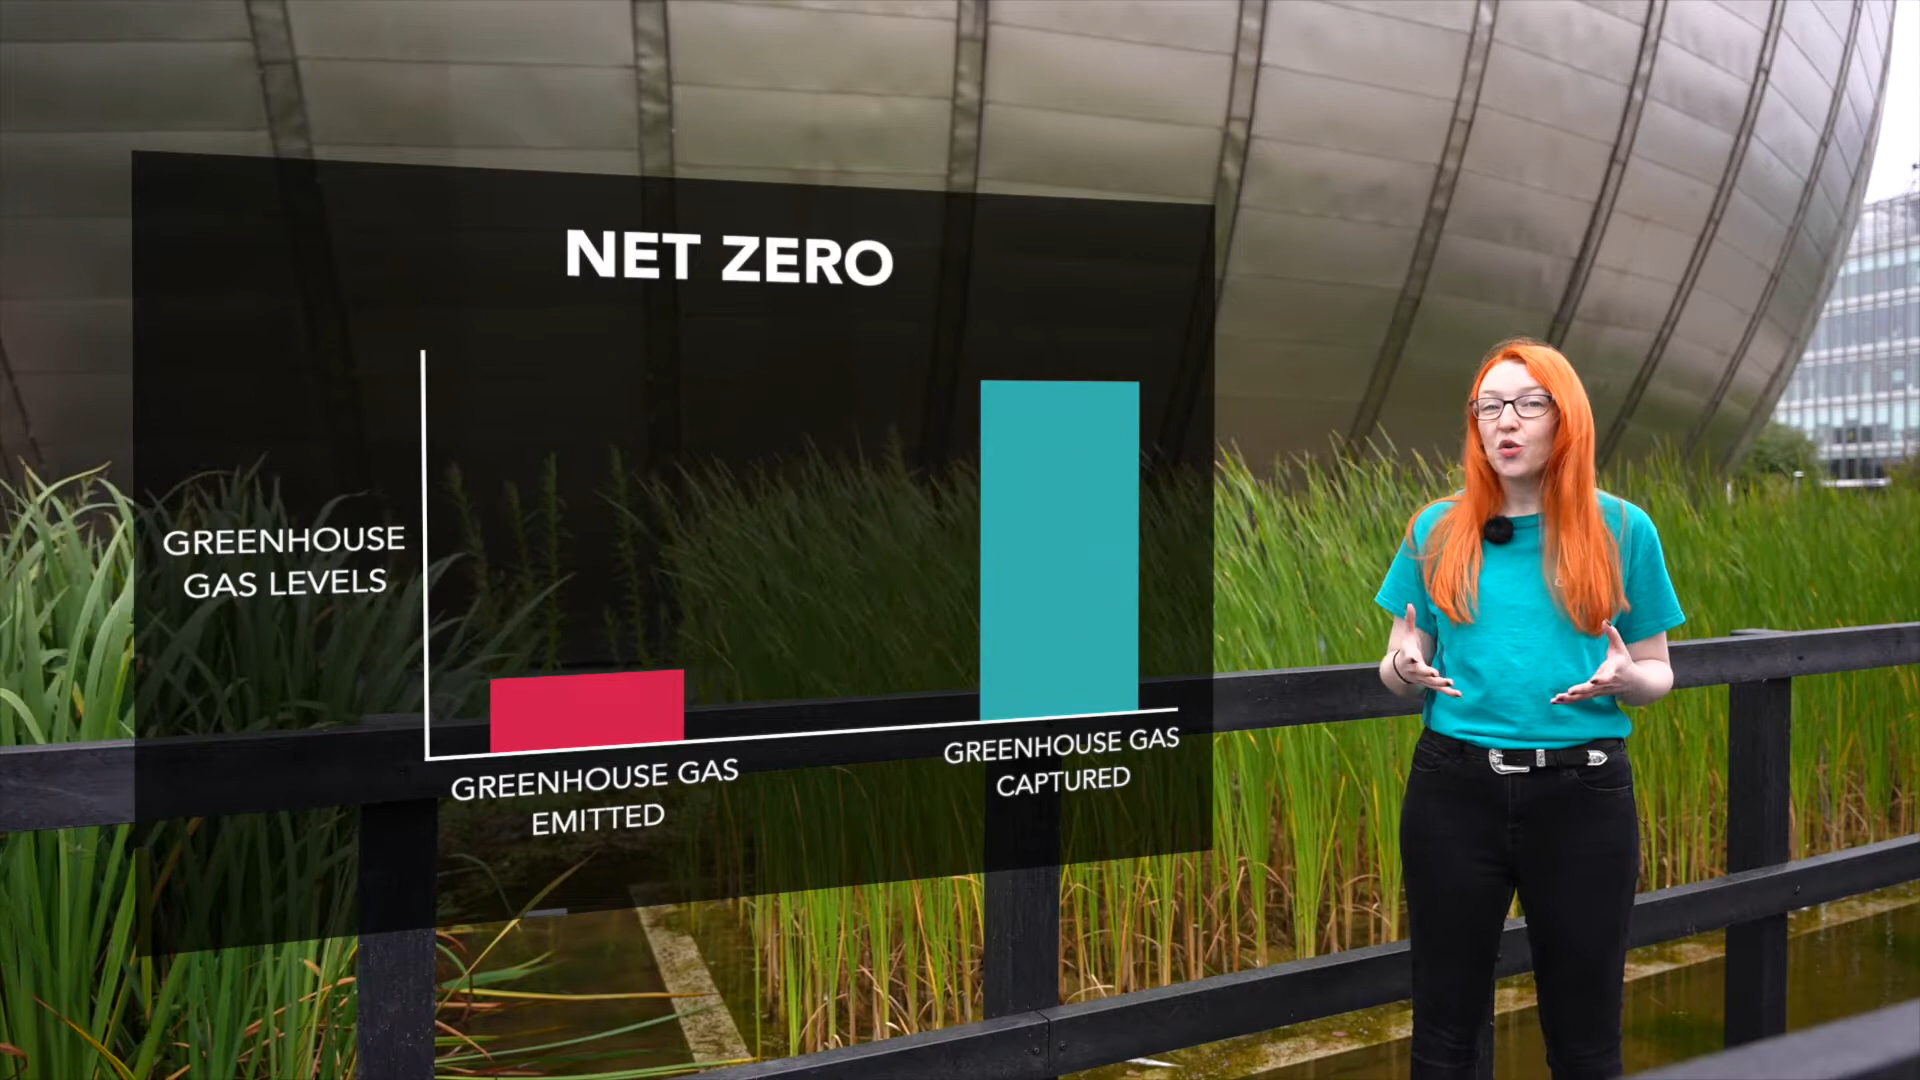 NET ZERO
GREENHOUSE
GAS LEVELS
GREENHOUSE GAS
EMITTED
GREENHOUSE GAS
CAPTURED